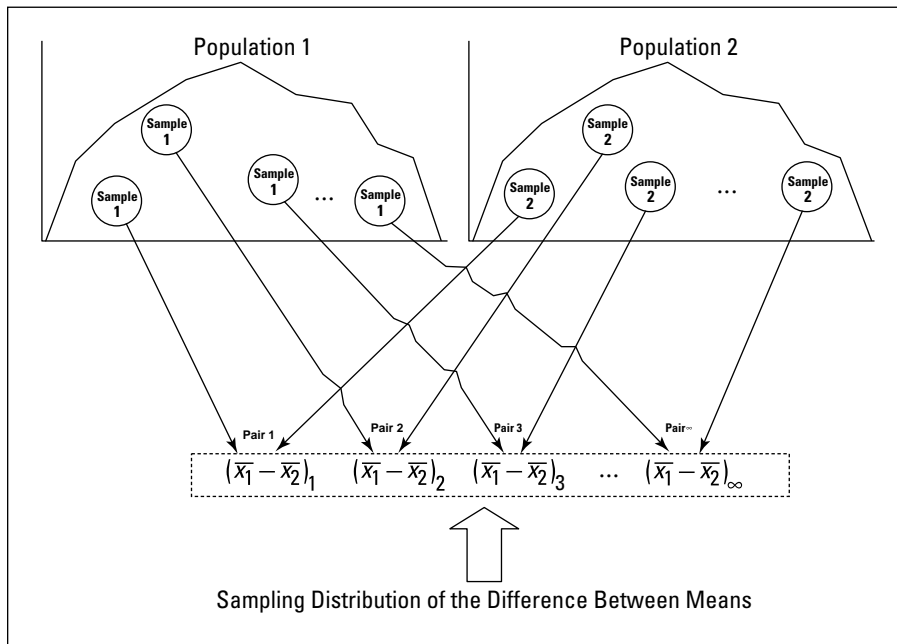 Population 1
Population 2
Sample
1
Sample
1
Sample
1
...
Sample
1
Sample
2
Sample
2
Sample
2
...
Sample
2
Pair 1
Pair 2
Pair 3
Pair∞
(x̅₁ − x̅₂)₁
(x̅₁ − x̅₂)₂
(x̅₁ − x̅₂)₃
...
(x̅₁ − x̅₂)∞
Sampling Distribution of the Difference Between Means